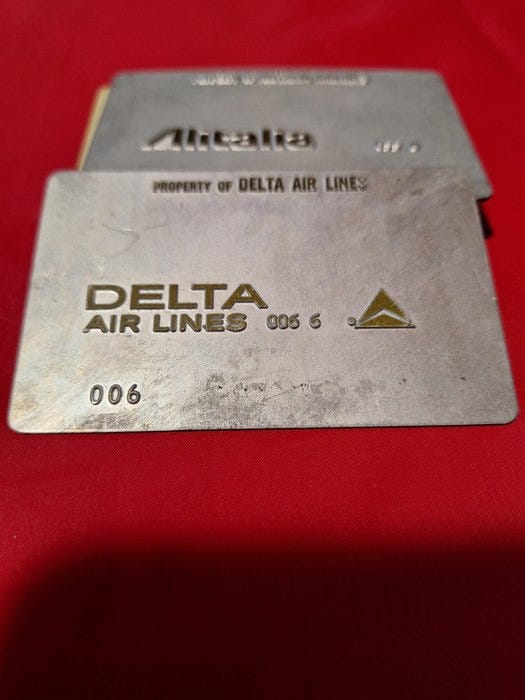 Alitalia
PROPERTY OF DELTA AIR LINES
DELTA
AIR LINES 006 6
006